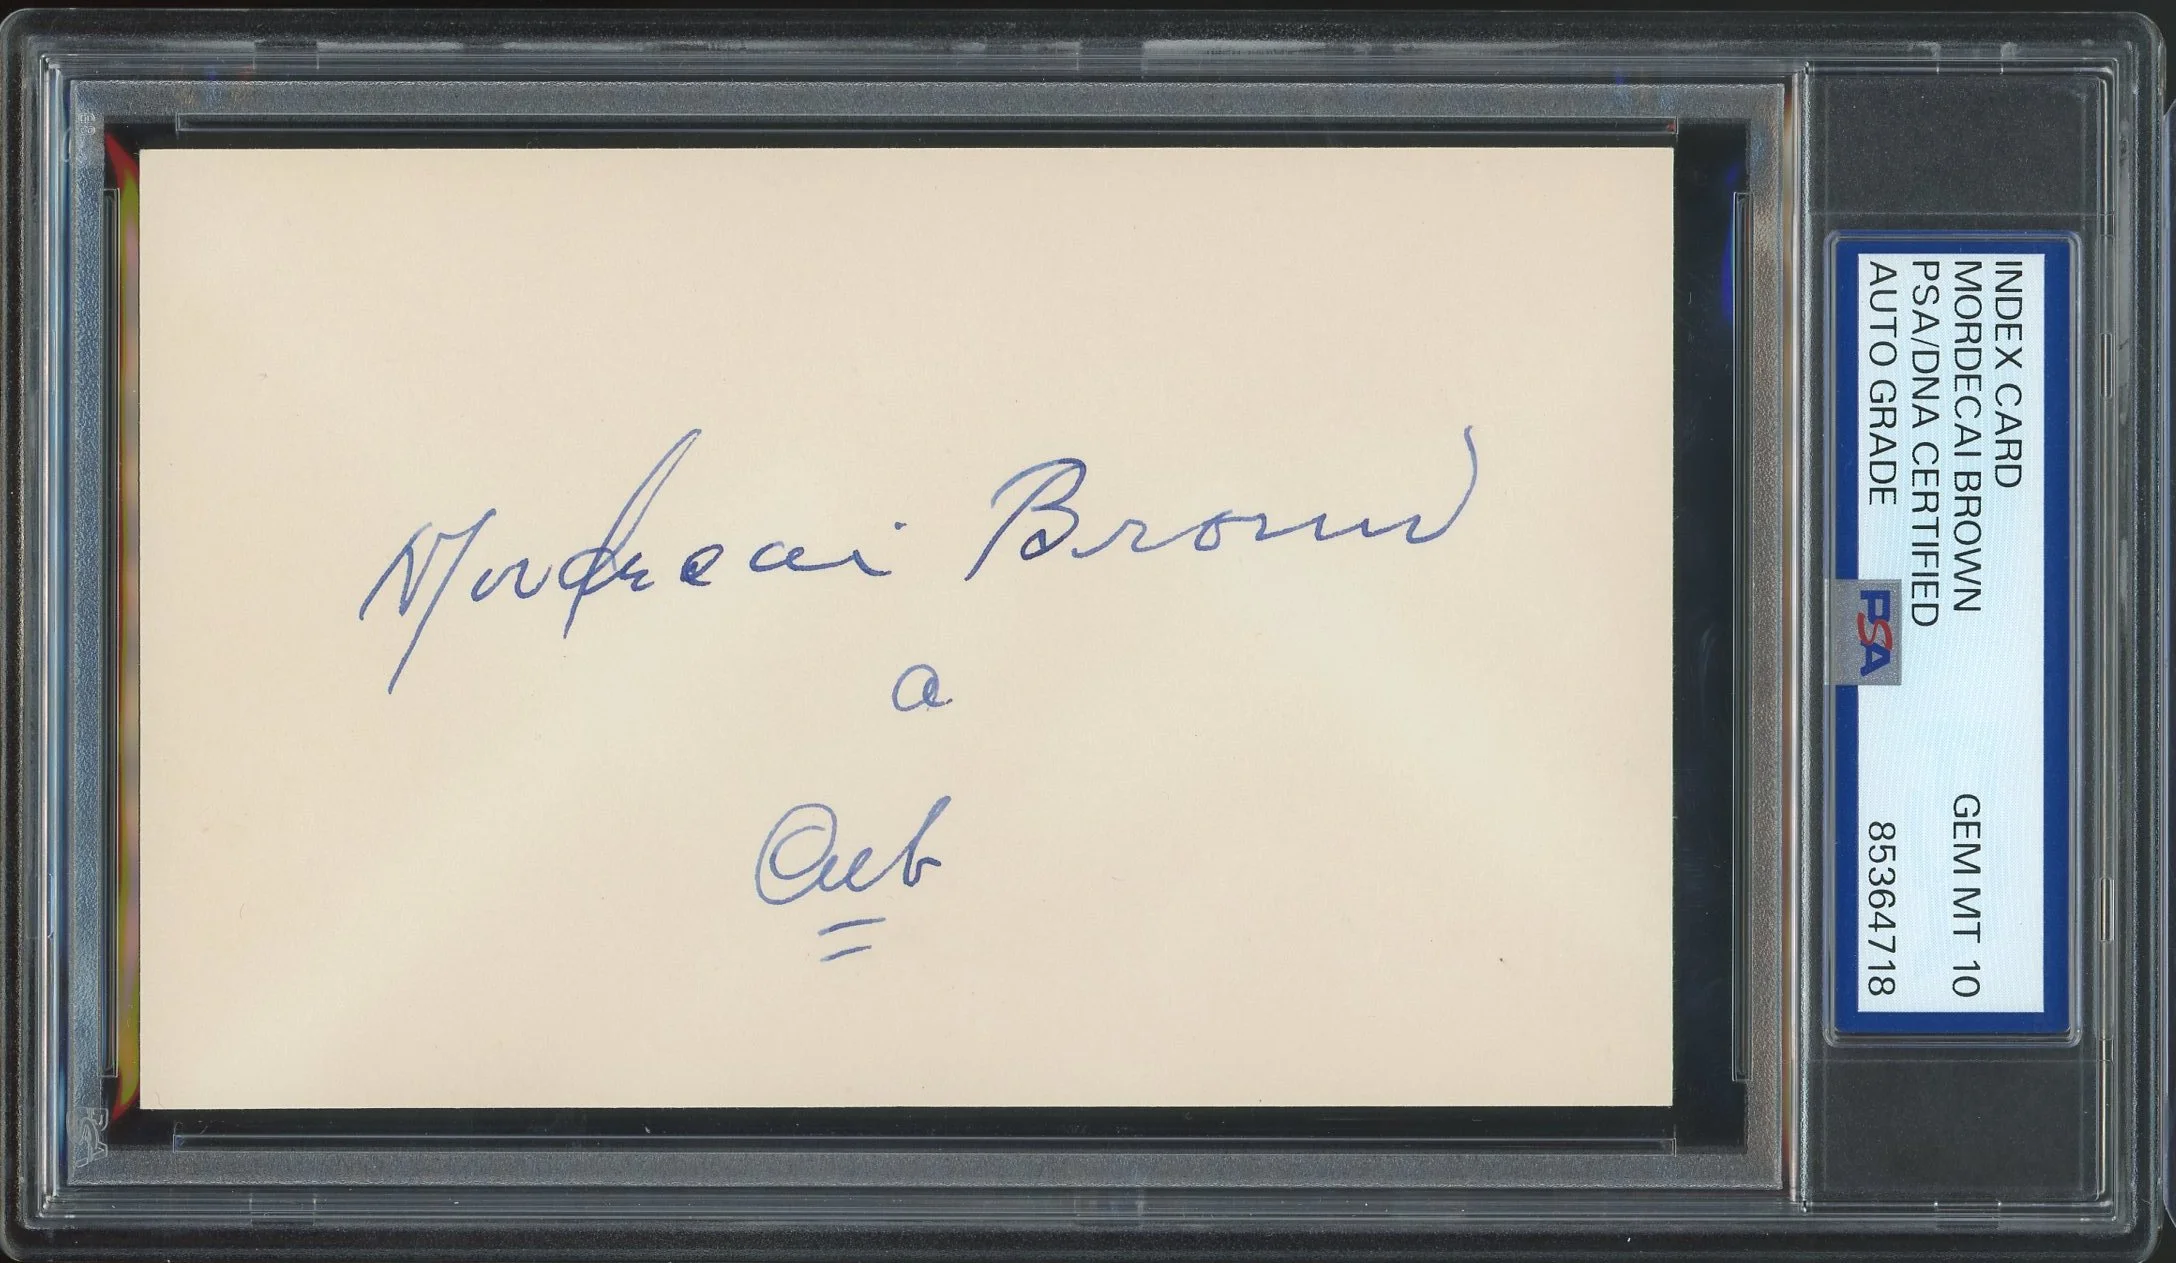 Mordecai Brown
a
Cub
INDEX CARD
MORDECAI BROWN
GEM MT 10
PSA/DNA CERTIFIED
AUTO GRADE
85364718
PSA